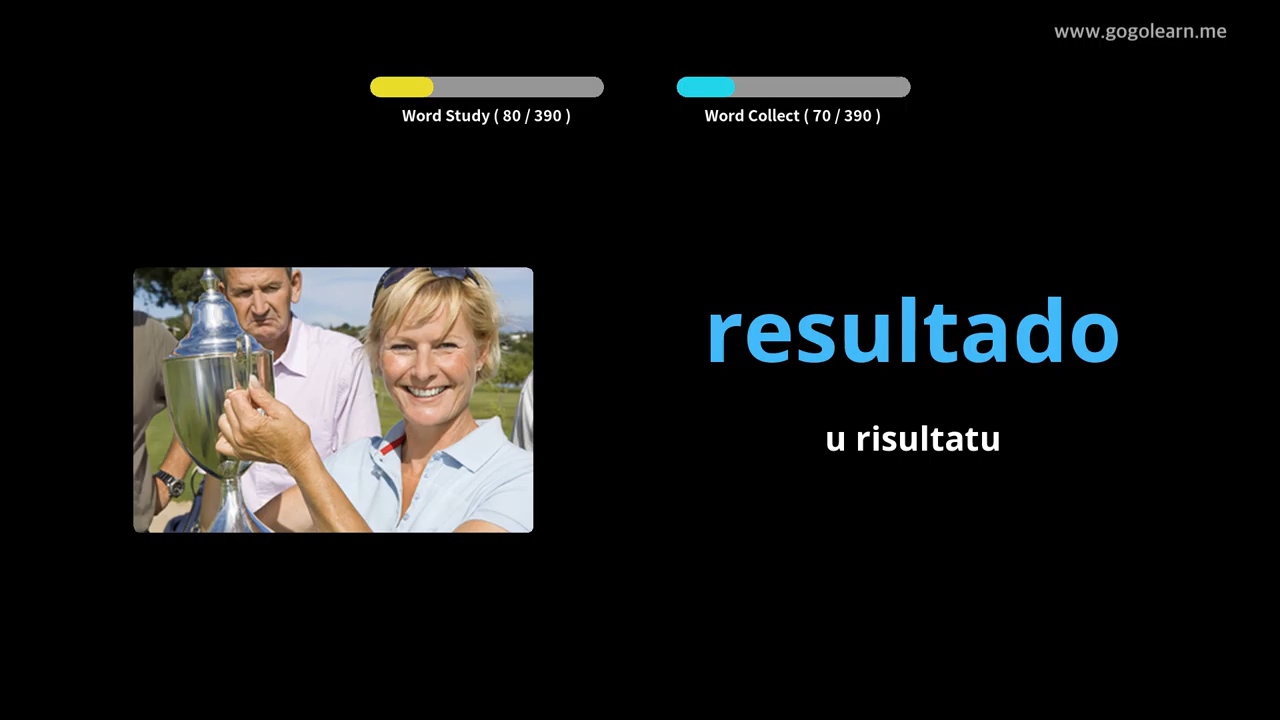 www.gogolearn.me
Word Study ( 80 / 390 )
Word Collect ( 70 / 390 )
resultado
u risultatu